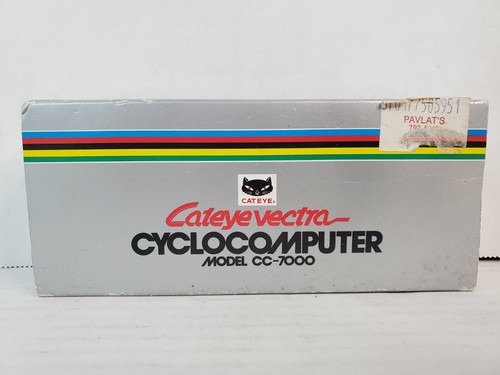 PAVLAT'S
CATEYE®
Cateye vectra
CYCLOCOMPUTER
MODEL CC-7000